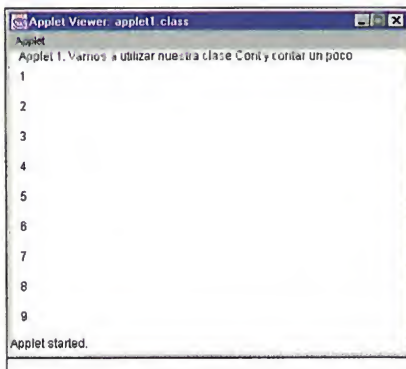 Applet Viewer: applet1.class
Applet
Applet 1. Vamos a utilizar nuestra clase Cont y contar un poco
1
2
3
4
5
6
7
8
9
Applet started.